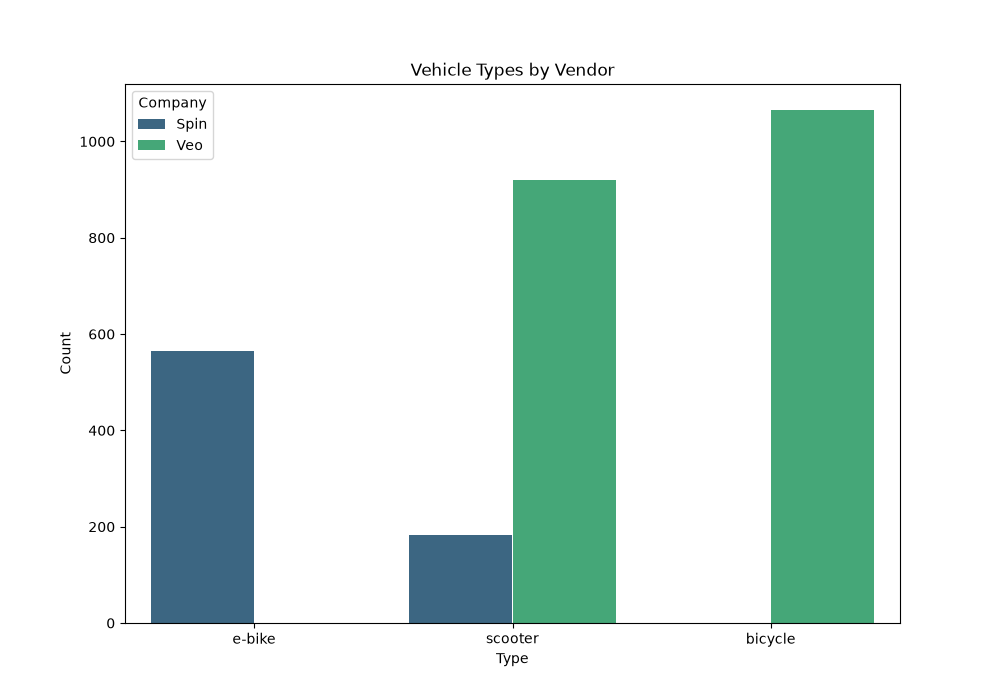 Vehicle Types by Vendor
Company
Spin
Veo
1000
800
600
400
200
0
Count
e-bike
scooter
bicycle
Type